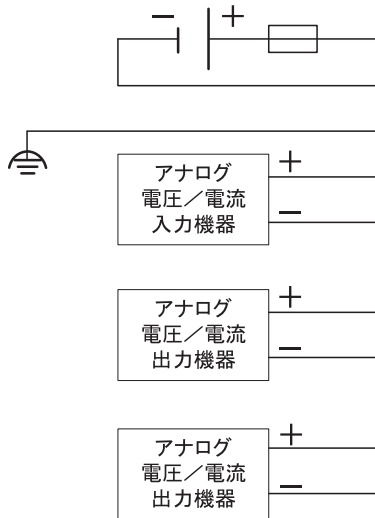 − +
アナログ +
電圧／電流
入力機器 −
アナログ +
電圧／電流
出力機器 −
アナログ +
電圧／電流
出力機器 −